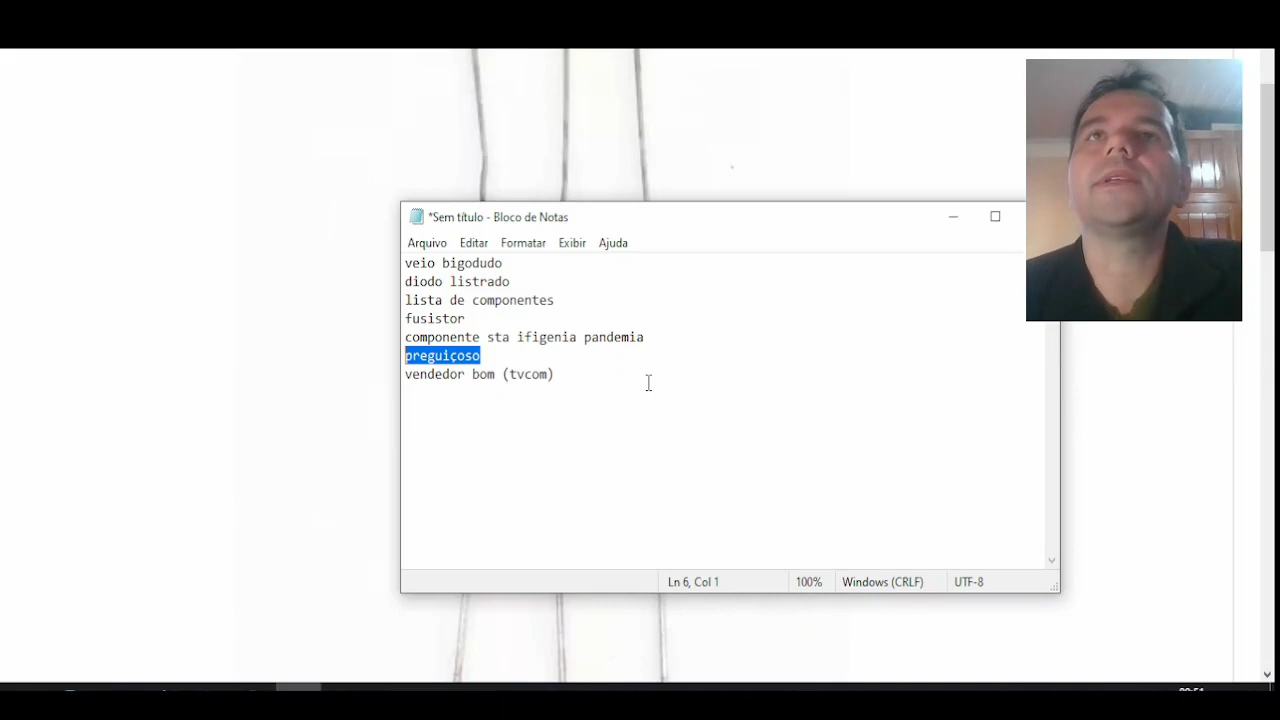 *Sem título - Bloco de Notas
Arquivo Editar Formatar Exibir Ajuda
veio bigodudo
diodo listrado
lista de componentes
fusistor
componente sta ifigenia pandemia
preguiçoso
vendedor bom (tvcom)
Ln 6, Col 1 100% Windows (CRLF) UTF-8